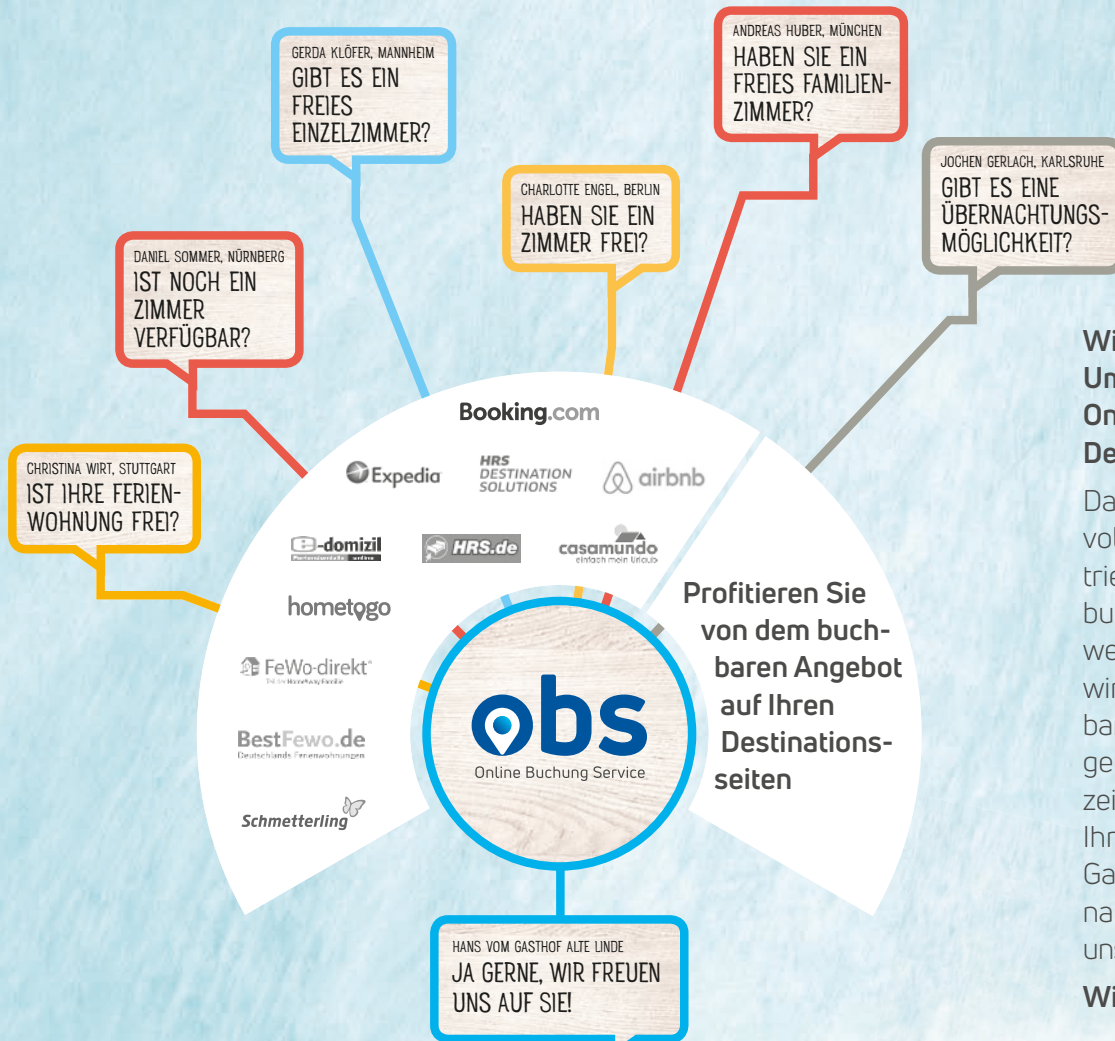 GERDA KLÖFER, MANNHEIM
GIBT ES EIN
FREIES
EINZELZIMMER?
ANDREAS HUBER, MÜNCHEN
HABEN SIE EIN
FREIES FAMILIEN-
ZIMMER?
CHARLOTTE ENGEL, BERLIN
HABEN SIE EIN
ZIMMER FREI?
JOCHEN GERLACH, KARLSRUHE
GIBT ES EINE
ÜBERNACHTUNGS-
MÖGLICHKEIT?
DANIEL SOMMER, NÜRNBERG
IST NOCH EIN
ZIMMER
VERFÜGBAR?
CHRISTINA WIRT, STUTTGART
IST IHRE FERIEN-
WOHNUNG FREI?
Booking.com
Expedia
HRS
DESTINATION
SOLUTIONS
airbnb
e-domizil
HRS.de
casamundo
einfach mein Urlaub
hometogo
FeWo-direkt
Teil der HomeAway Familie
BestFewo.de
Deutschlands Ferienwohnungen
Schmetterling
Profitieren Sie
von dem buch-
baren Angebot
auf Ihren
Destinations-
seiten
obs
Online Buchung Service
HANS VOM GASTHOF ALTE LINDE
JA GERNE, WIR FREUEN
UNS AUF SIE!